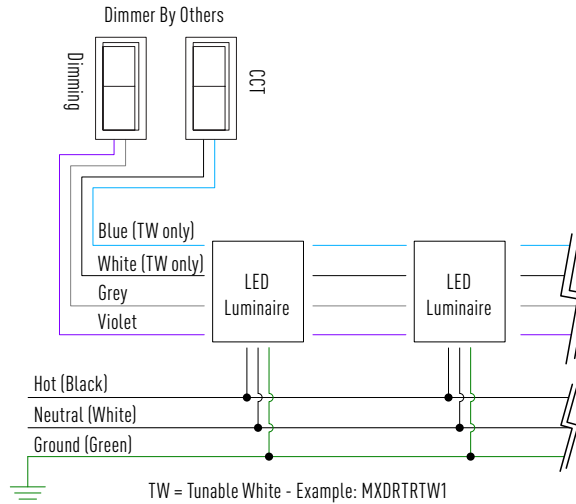 Dimmer By Others
Dimming
CCT
Blue (TW only)
White (TW only)
Grey
Violet
LED
Luminaire
LED
Luminaire
Hot (Black)
Neutral (White)
Ground (Green)
TW = Tunable White - Example: MXDRTRTW1